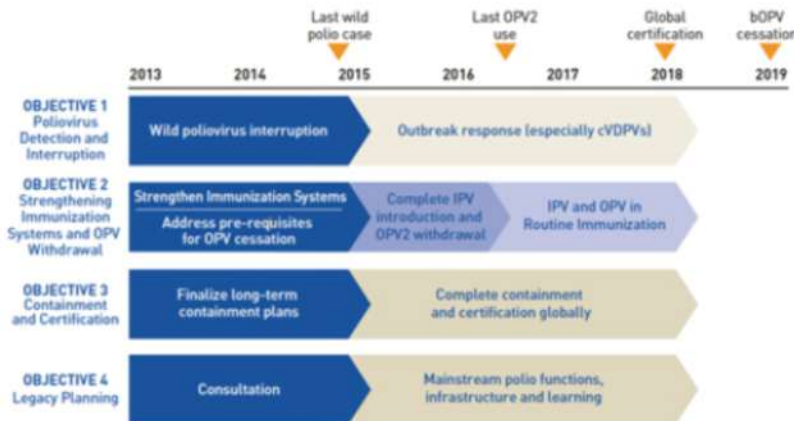 Last wild
polio case
Last OPV2
use
Global
certification
bOPV
cessation
2013 2014 2015 2016 2017 2018 2019
OBJECTIVE 1
Poliovirus
Detection and
Interruption
Wild poliovirus interruption
Outbreak response (especially cVDPVs)
OBJECTIVE 2
Strengthening
Immunization
Systems and OPV
Withdrawal
Strengthen Immunization Systems
Address pre-requisites
for OPV cessation
Complete IPV
introduction and
OPV2 withdrawal
IPV and OPV in
Routine Immunization
OBJECTIVE 3
Containment
and Certification
Finalize long-term
containment plans
Complete containment
and certification globally
OBJECTIVE 4
Legacy Planning
Consultation
Mainstream polio functions,
infrastructure and learning